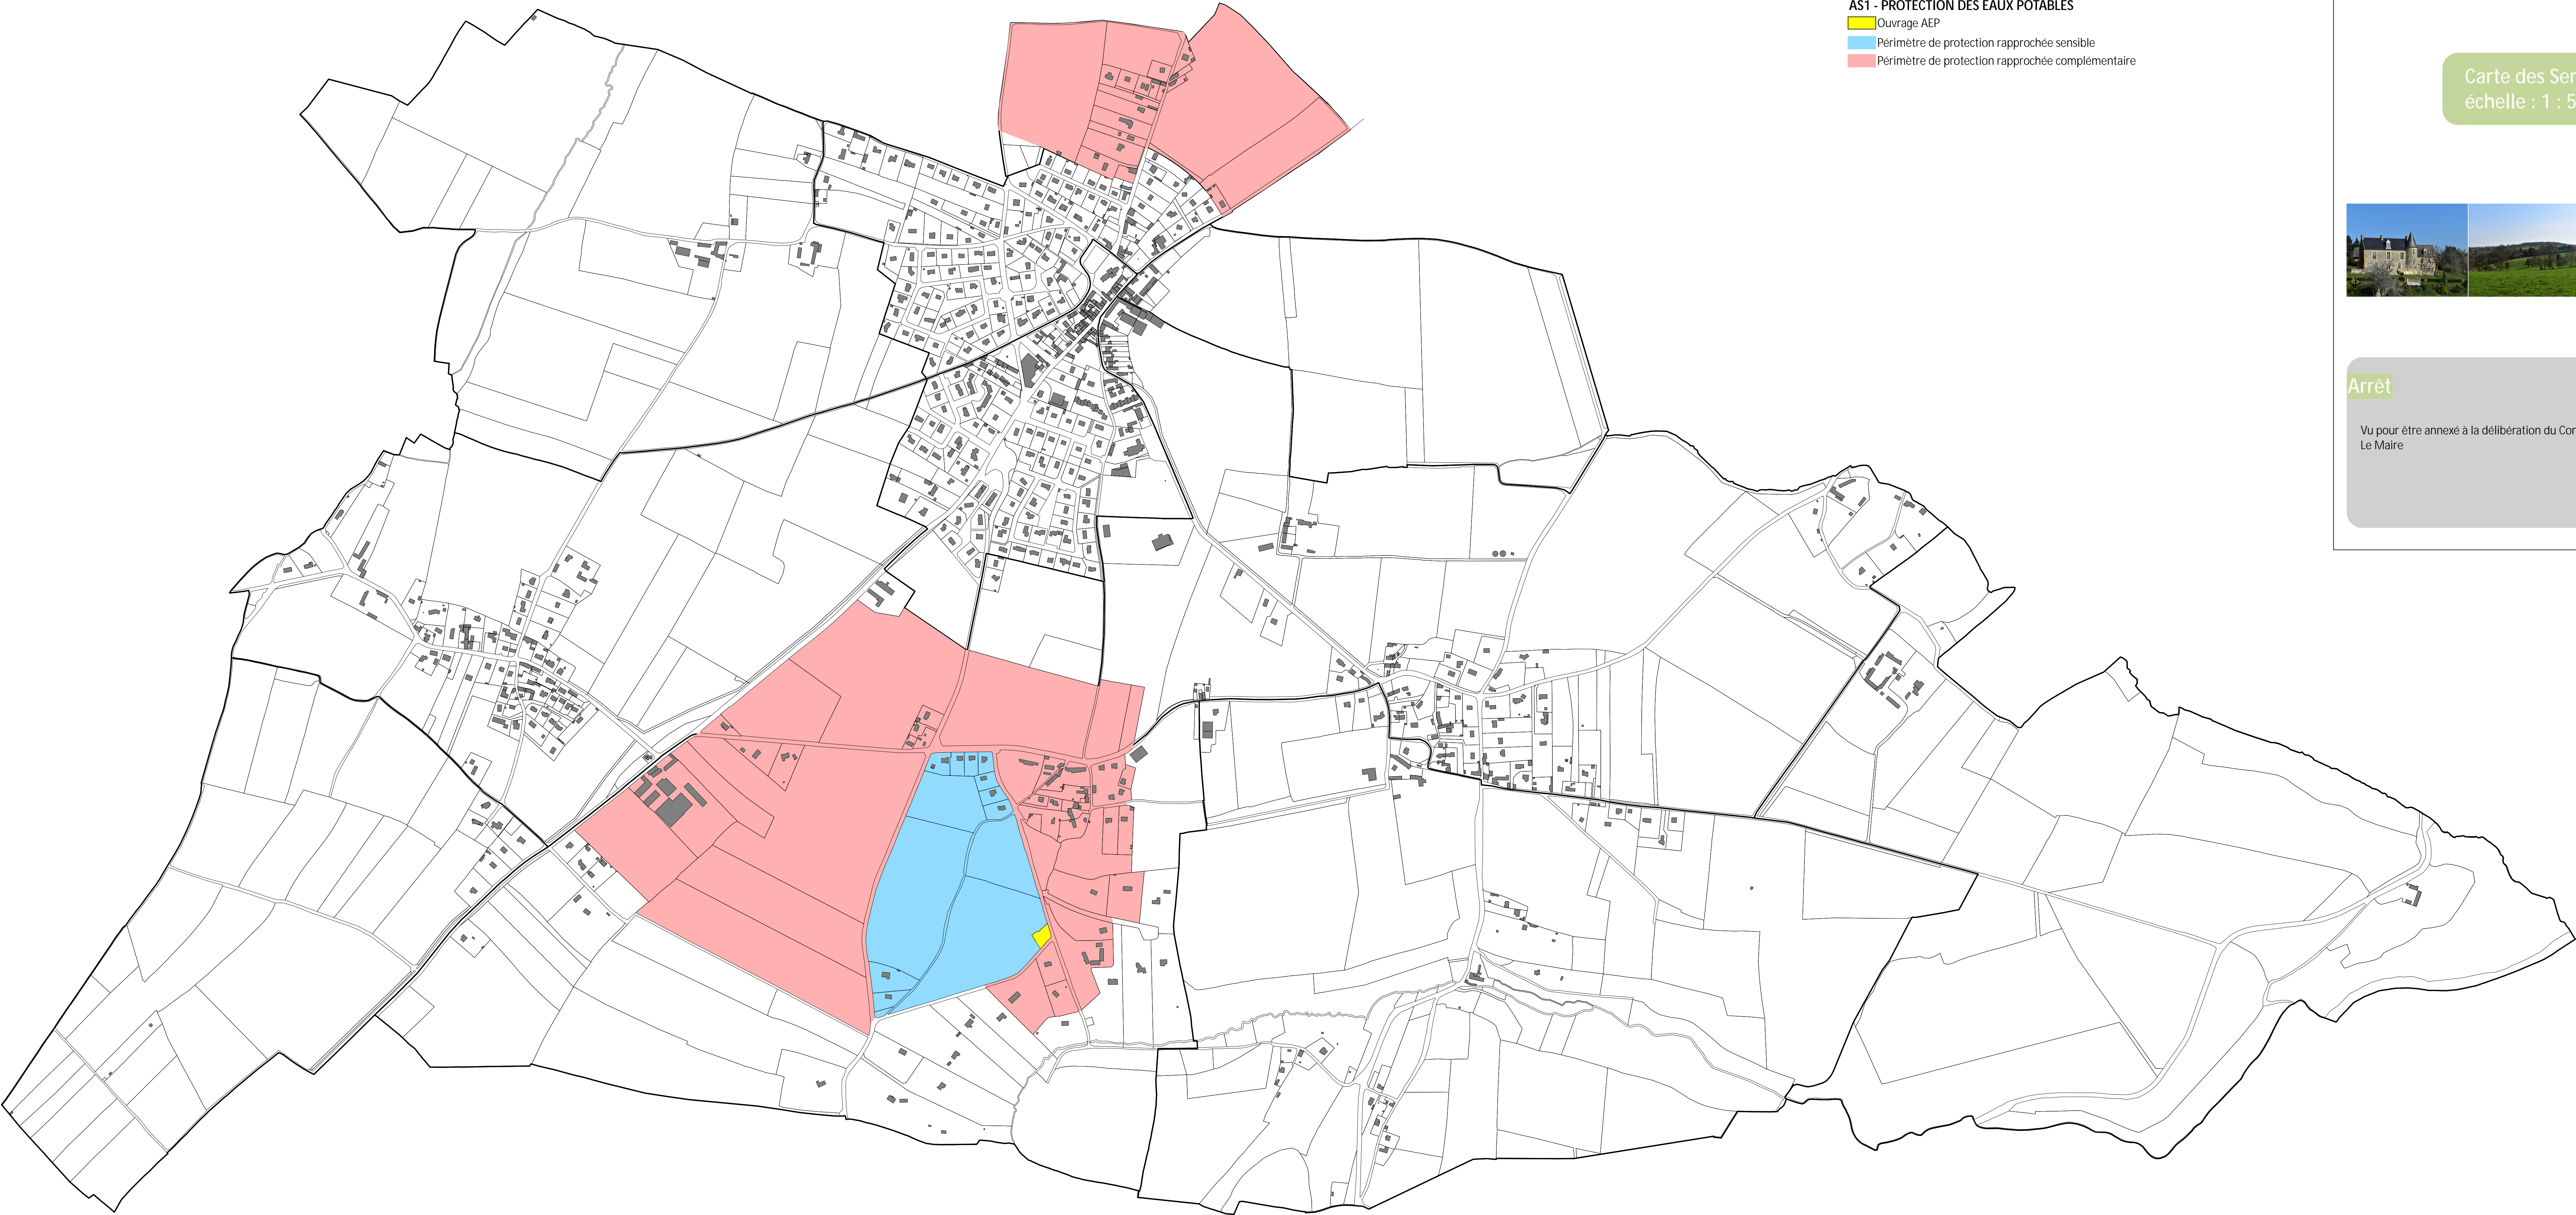 AS1 - PROTECTION DES EAUX POTABLES
Ouvrage AEP
Périmètre de protection rapprochée sensible
Périmètre de protection rapprochée complémentaire
Carte des Ser
échelle : 1 : 5
Arrêt
Vu pour être annexé à la délibération du Con
Le Maire